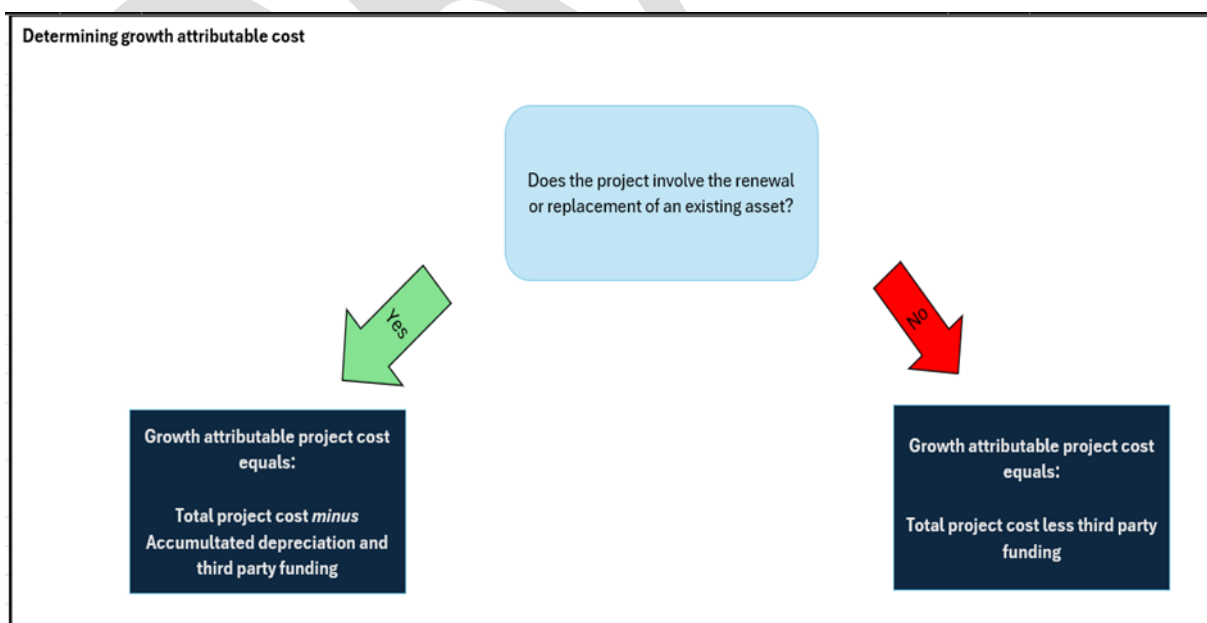 Determining growth attributable cost
Does the project involve the renewal
or replacement of an existing asset?
Yes
No
Growth attributable project cost
equals:
Total project cost minus
Accumultated depreciation and
third party funding
Growth attributable project cost
equals:
Total project cost less third party
funding